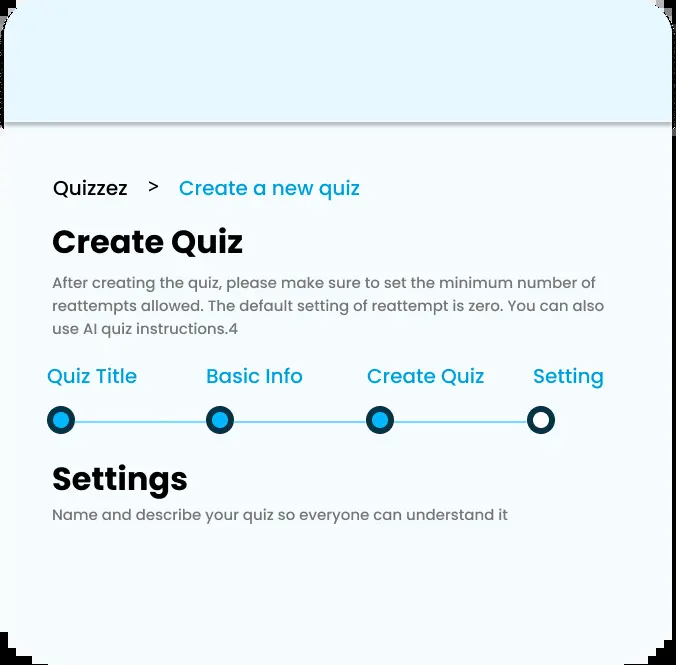 Quizzez > Create a new quiz
Create Quiz
After creating the quiz, please make sure to set the minimum number of
reattempts allowed. The default setting of reattempt is zero. You can also
use AI quiz instructions.4
Quiz Title Basic Info Create Quiz Setting
Settings
Name and describe your quiz so everyone can understand it